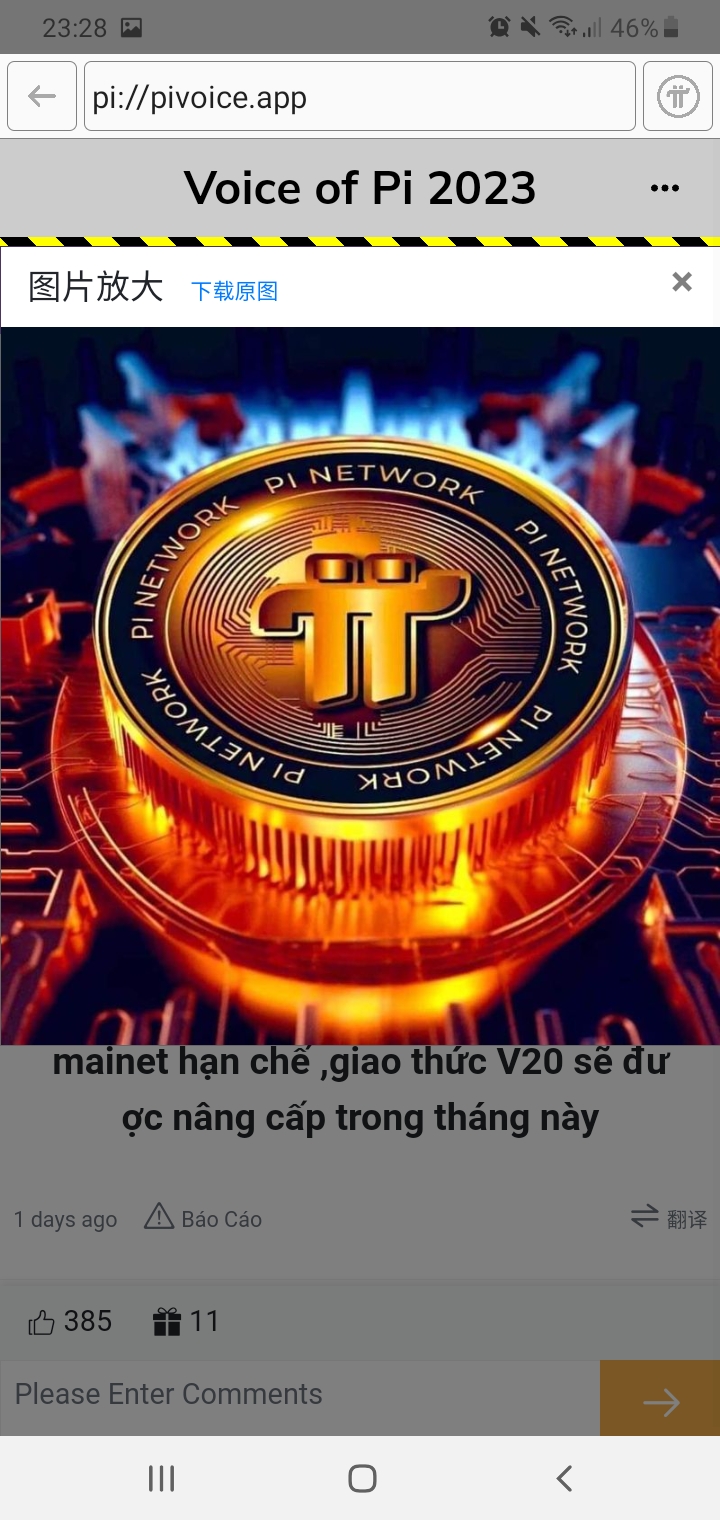 23:28 46%
pi://pivoice.app
Voice of Pi 2023
图片放大 下载原图
PI NETWORK PI NETWORK PI NETWORK PI NETWORK PI NETWORK
mainet hạn chế ,giao thức V20 sẽ đư
ợc nâng cấp trong tháng này
1 days ago Báo Cáo 翻译
385 11
Please Enter Comments